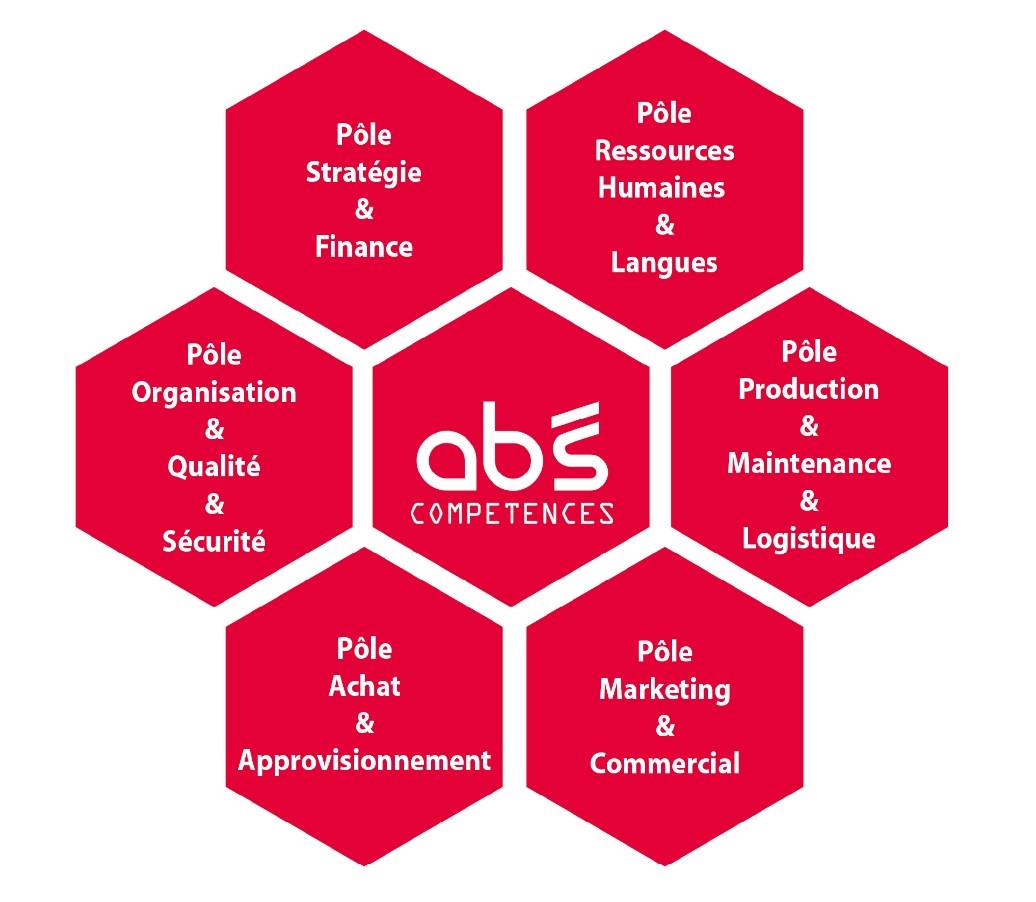 Pôle
Stratégie
&
Finance
Pôle
Ressources
Humaines
&
Langues
Pôle
Organisation
&
Qualité
&
Sécurité
abs
COMPETENCES
Pôle
Production
&
Maintenance
&
Logistique
Pôle
Achat
&
Approvisionnement
Pôle
Marketing
&
Commercial